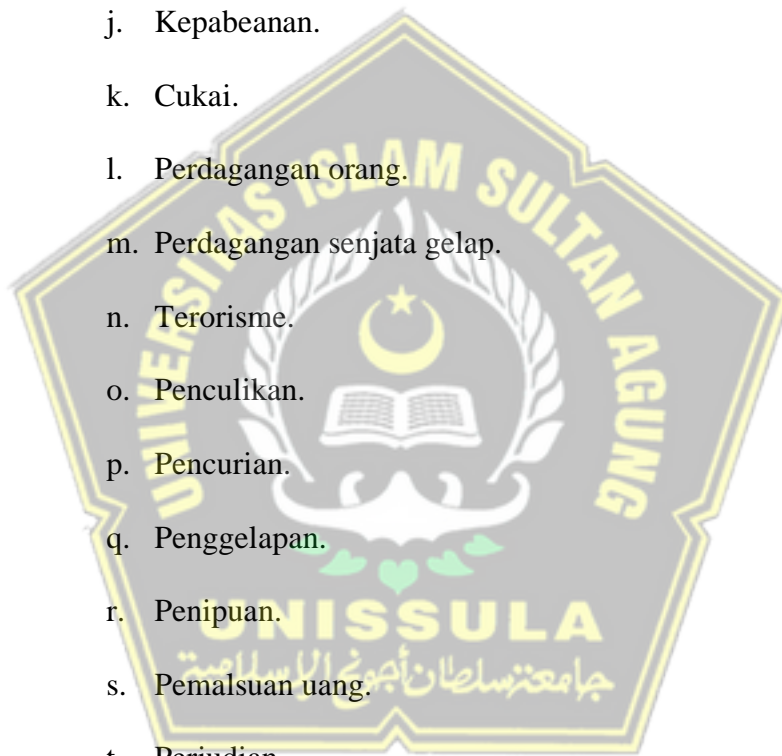 j. Kepabeanan.
k. Cukai.
l. Perdagangan orang.
m. Perdagangan senjata gelap.
n. Terorisme.
o. Penculikan.
p. Pencurian.
q. Penggelapan.
r. Penipuan.
s. Pemalsuan uang.
t. Perjudian.
UNIVERSITAS ISLAM SULTAN AGUNG
UNISSULA
جامعة سلطان أجونج الإسلامية